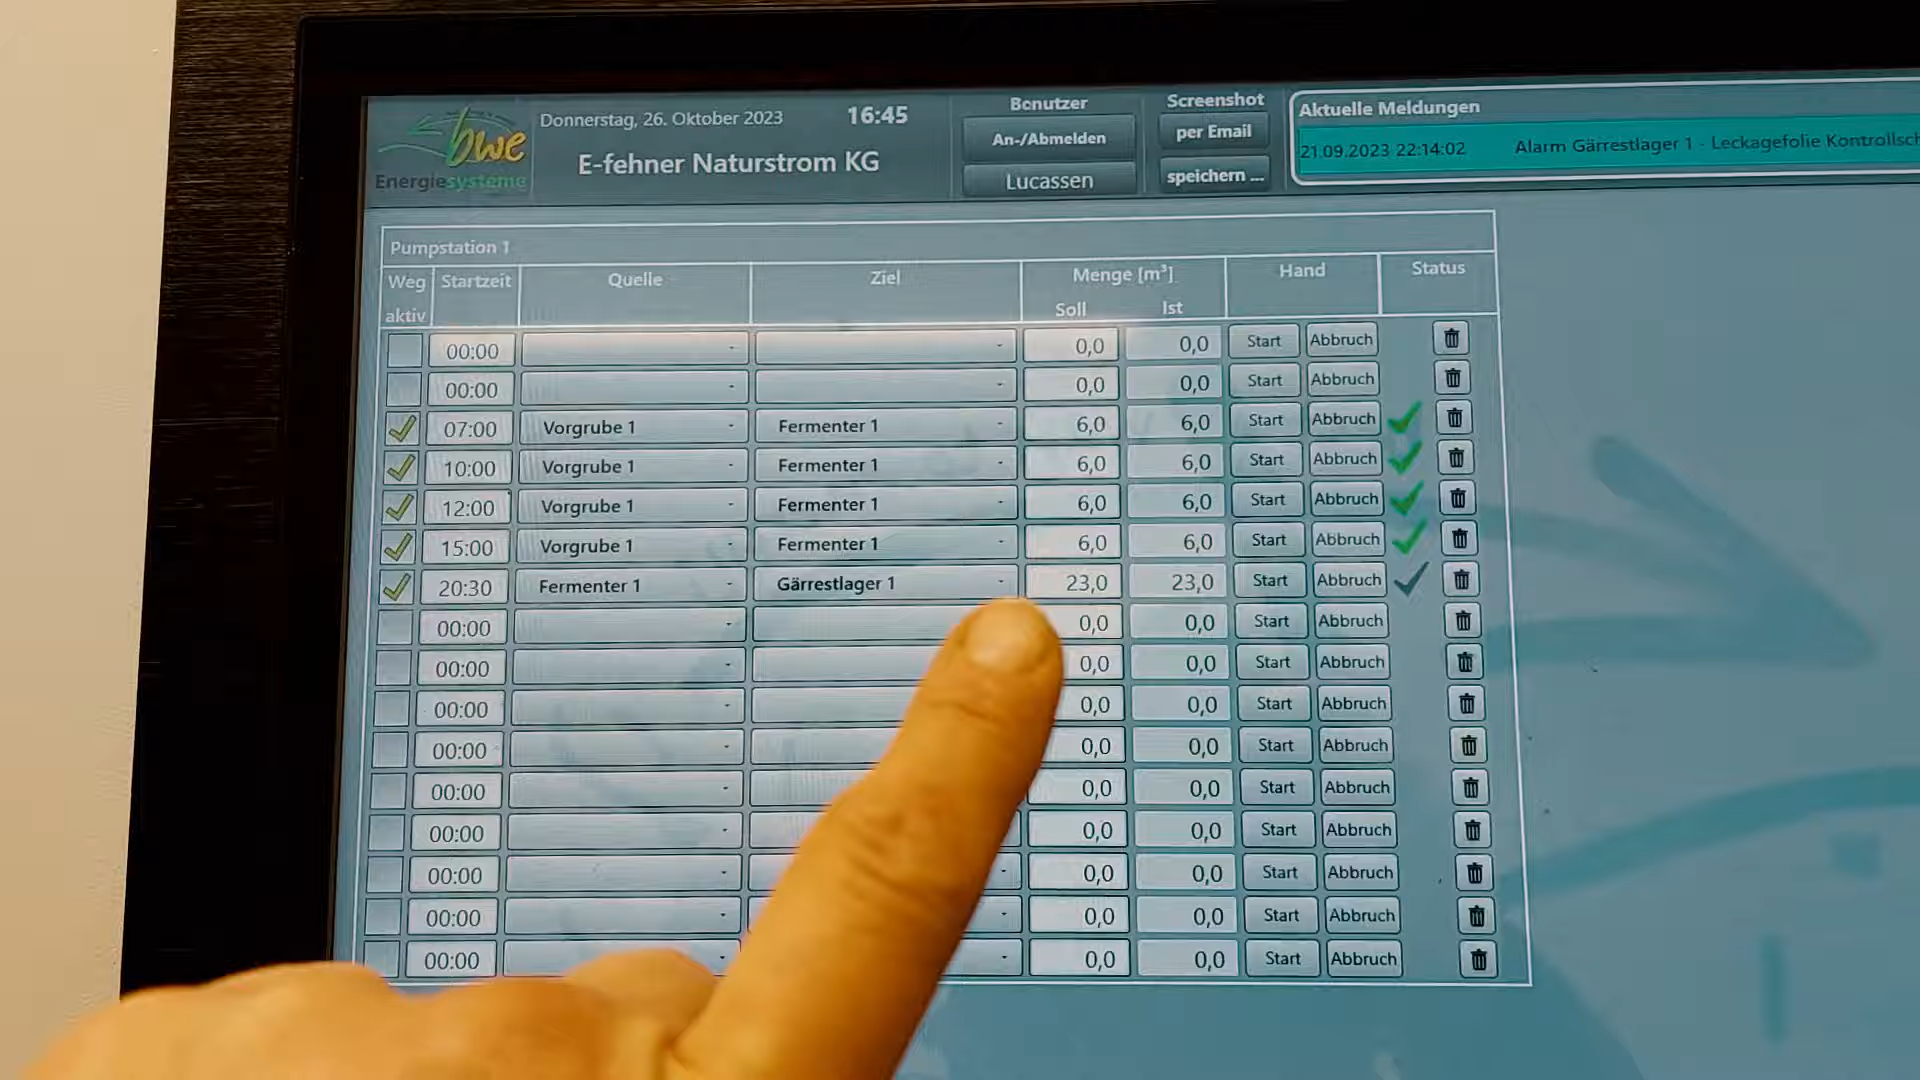 bwe
Energiesysteme
Donnerstag, 26. Oktober 2023 16:45
E-fehner Naturstrom KG
Benutzer
An-/Abmelden
Lucassen
Screenshot
per Email
speichern ...
Aktuelle Meldungen
21.09.2023 22:14:02 Alarm Gärrestlager 1 - Leckagefolie Kontrollsch
Pumpstation 1
Weg aktiv Startzeit Quelle Ziel Menge [m³] Hand Status
Soll Ist
00:00 0,0 0,0 Start Abbruch
00:00 0,0 0,0 Start Abbruch
07:00 Vorgrube 1 Fermenter 1 6,0 6,0 Start Abbruch
10:00 Vorgrube 1 Fermenter 1 6,0 6,0 Start Abbruch
12:00 Vorgrube 1 Fermenter 1 6,0 6,0 Start Abbruch
15:00 Vorgrube 1 Fermenter 1 6,0 6,0 Start Abbruch
20:30 Fermenter 1 Gärrestlager 1 23,0 23,0 Start Abbruch
00:00 0,0 0,0 Start Abbruch
00:00 0,0 0,0 Start Abbruch
00:00 0,0 0,0 Start Abbruch
00:00 0,0 0,0 Start Abbruch
00:00 0,0 0,0 Start Abbruch
00:00 0,0 0,0 Start Abbruch
00:00 0,0 0,0 Start Abbruch
00:00 0,0 0,0 Start Abbruch
00:00 0,0 0,0 Start Abbruch